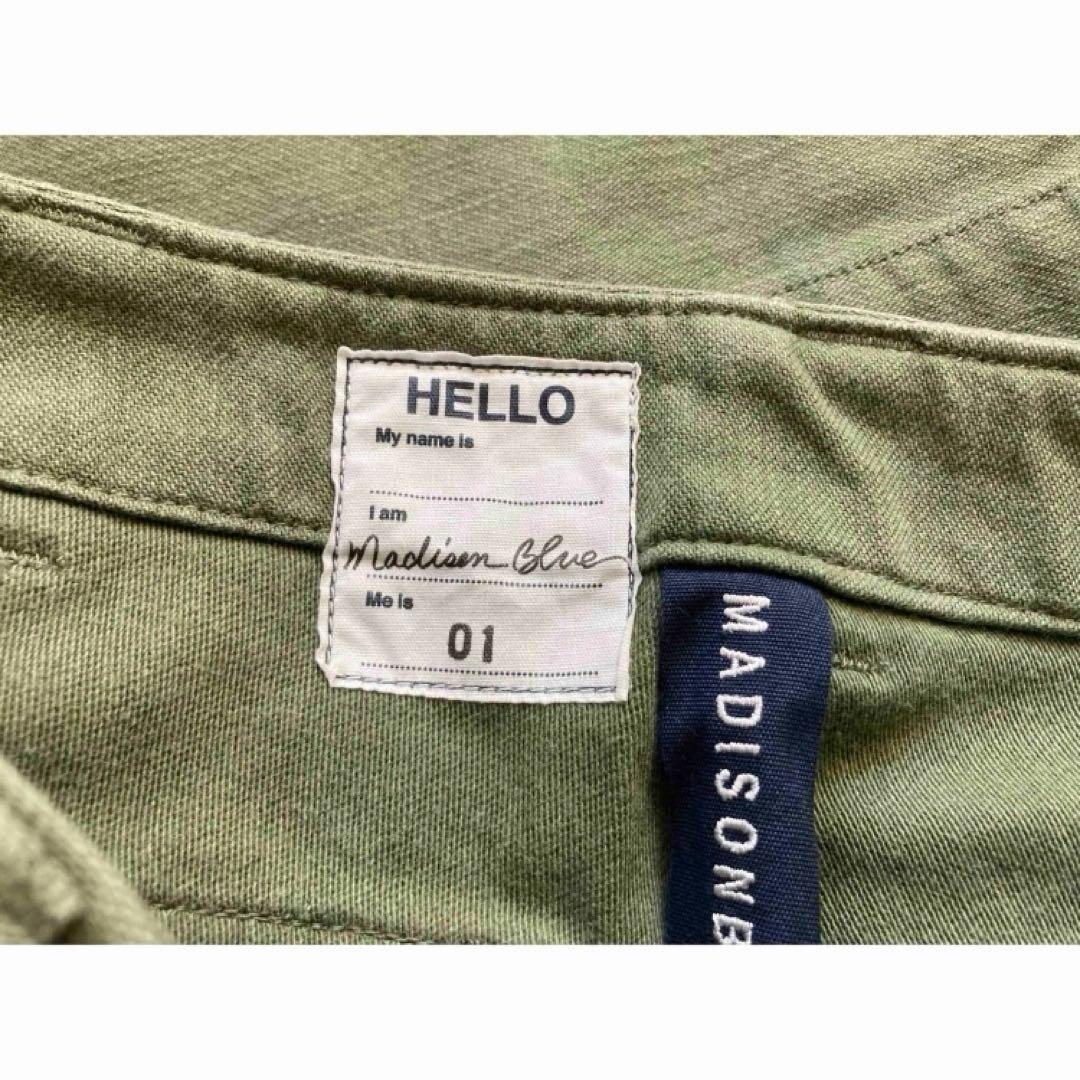 HELLO
My name is
I am
Madison Blue
Me is
01
MADISONB